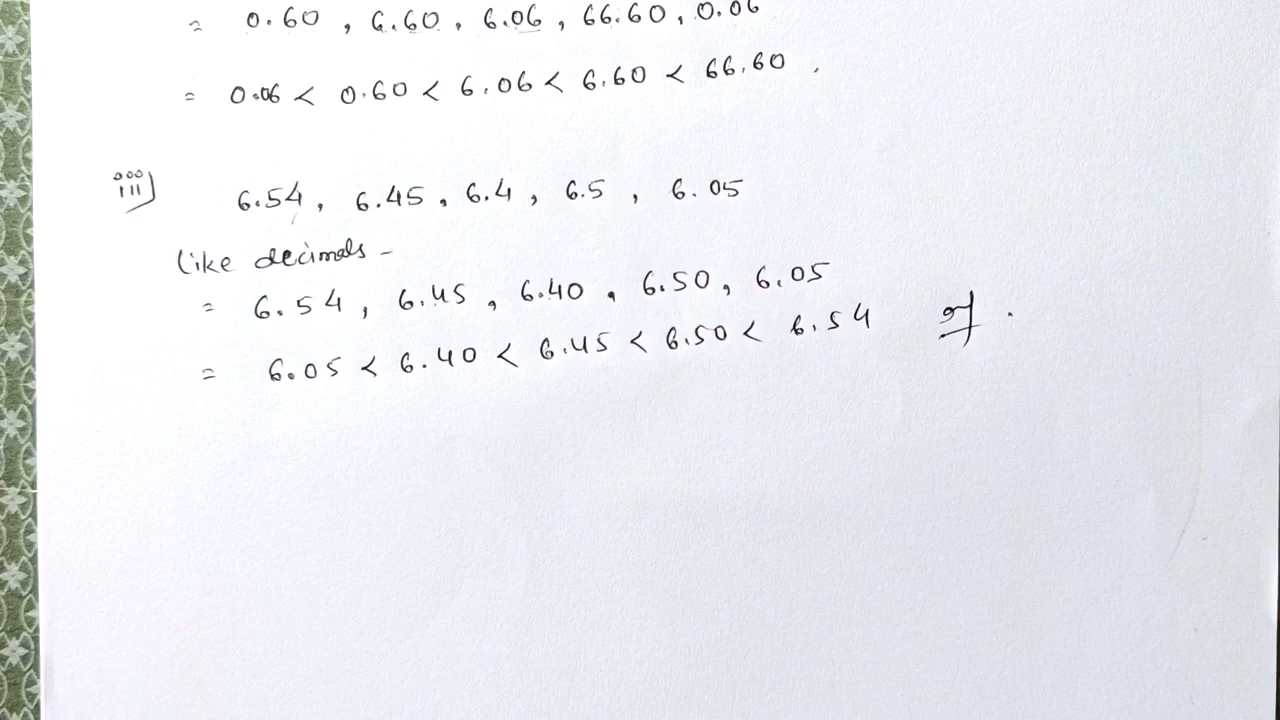 = 0.60 , 6.60 , 6.06 , 66.60 , 0.06
= 0.06 < 0.60 < 6.06 < 6.60 < 66.60 .
iii) 6.54 , 6.45 , 6.4 , 6.5 , 6.05
like decimals -
= 6.54 , 6.45 , 6.40 , 6.50 , 6.05
= 6.05 < 6.40 < 6.45 < 6.50 < 6.54